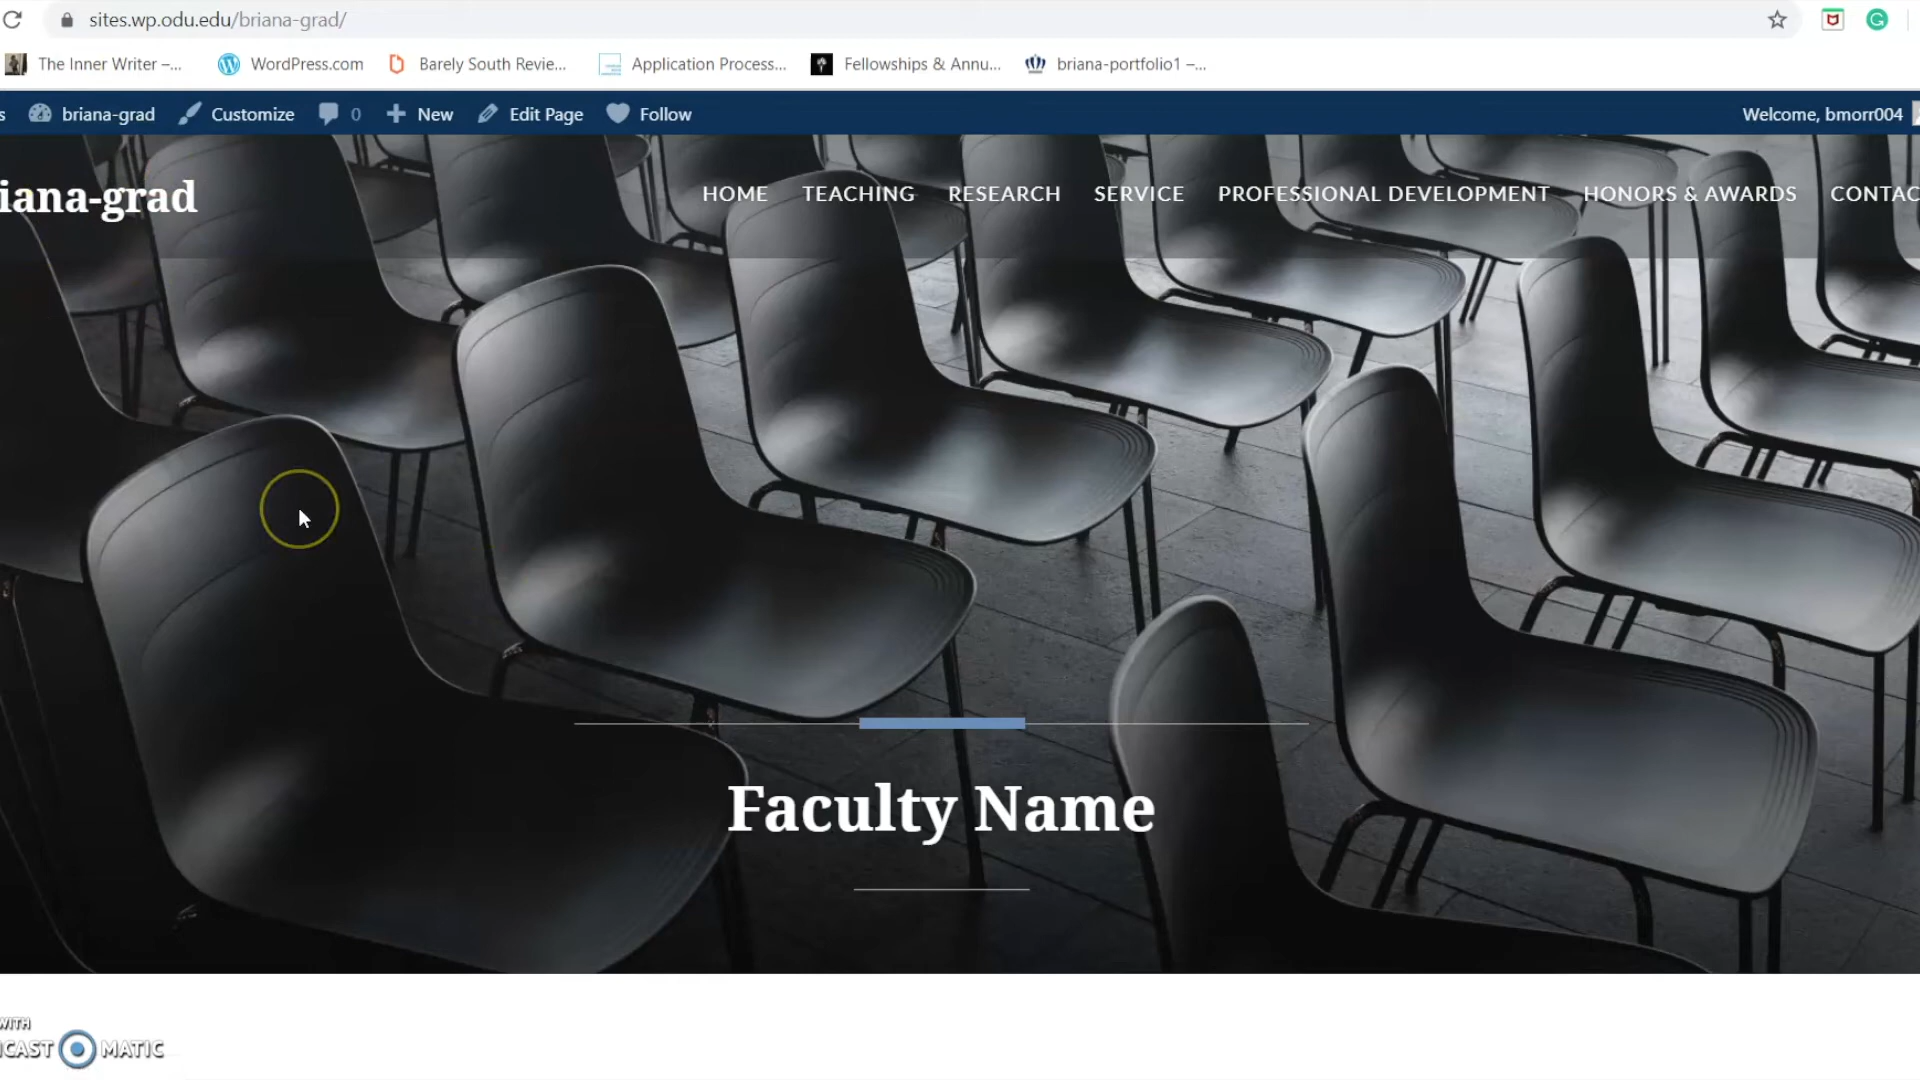 sites.wp.odu.edu/briana-grad/
The Inner Writer –... WordPress.com Barely South Revie... Application Process... Fellowships & Annu... briana-portfolio1 –...
s briana-grad Customize 0 New Edit Page Follow Welcome, bmorr004
iana-grad HOME TEACHING RESEARCH SERVICE PROFESSIONAL DEVELOPMENT HONORS & AWARDS CONTAC
Faculty Name
WITH
CAST MATIC